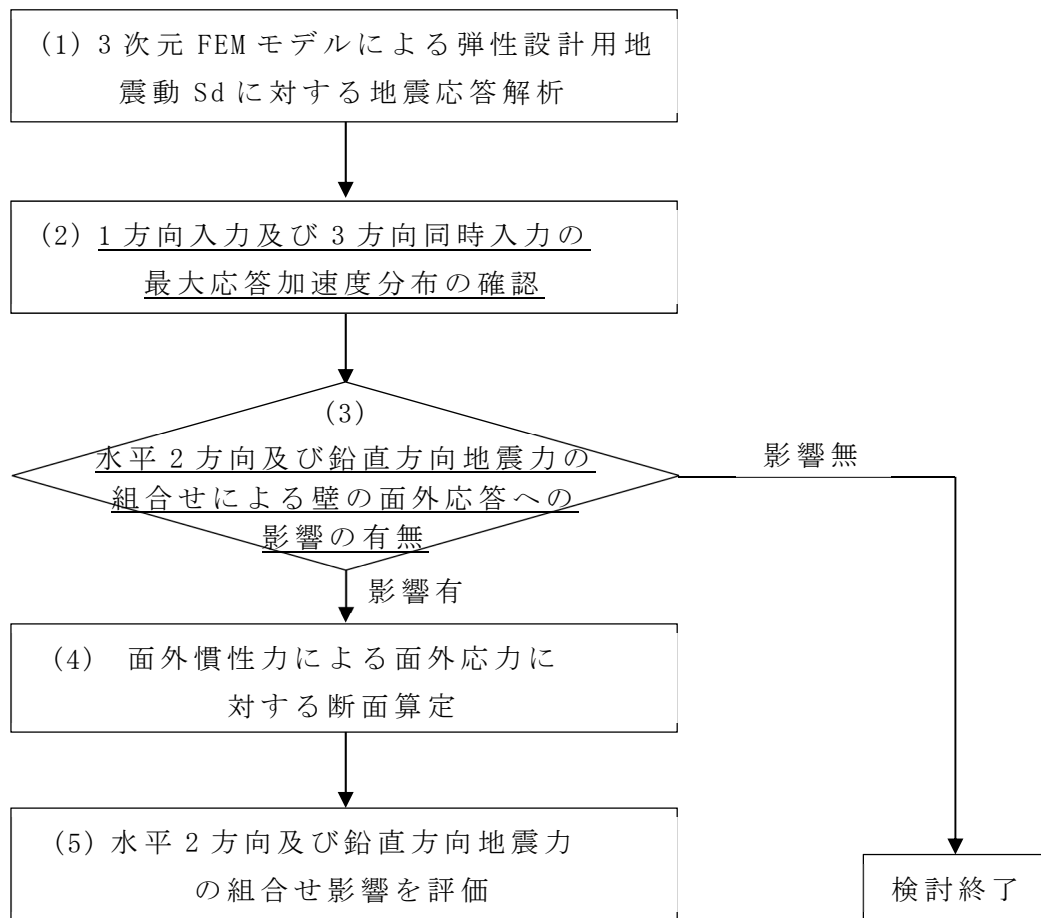 (1) 3次元FEMモデルによる弾性設計用地
震動Sdに対する地震応答解析
(2) 1方向入力及び3方向同時入力の
最大応答加速度分布の確認
(3)
水平2方向及び鉛直方向地震力の
組合せによる壁の面外応答への
影響の有無
影響無
影響有
(4) 面外慣性力による面外応力に
対する断面算定
(5) 水平2方向及び鉛直方向地震力
の組合せ影響を評価
検討終了